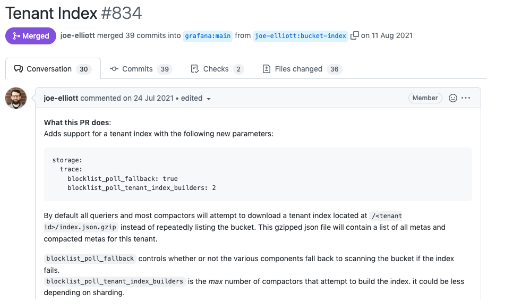 Tenant Index #834
Merged joe-elliott merged 39 commits into grafana:main from joe-elliott:bucket-index on 11 Aug 2021
Conversation 30 Commits 39 Checks 2 Files changed 36
joe-elliott commented on 24 Jul 2021 • edited Member
What this PR does:
Adds support for a tenant index with the following new parameters:
storage:
  trace:
    blocklist_poll_fallback: true
    blocklist_poll_tenant_index_builders: 2
By default all queriers and most compactors will attempt to download a tenant index located at /<tenant
id>/index.json.gzip instead of repeatedly listing the bucket. This gzipped json file will contain a list of all metas and
compacted metas for this tenant.
blocklist_poll_fallback controls whether or not the various components fall back to scanning the bucket if the index
fails.
blocklist_poll_tenant_index_builders is the max number of compactors that attempt to build the index. it could be less
depending on sharding.